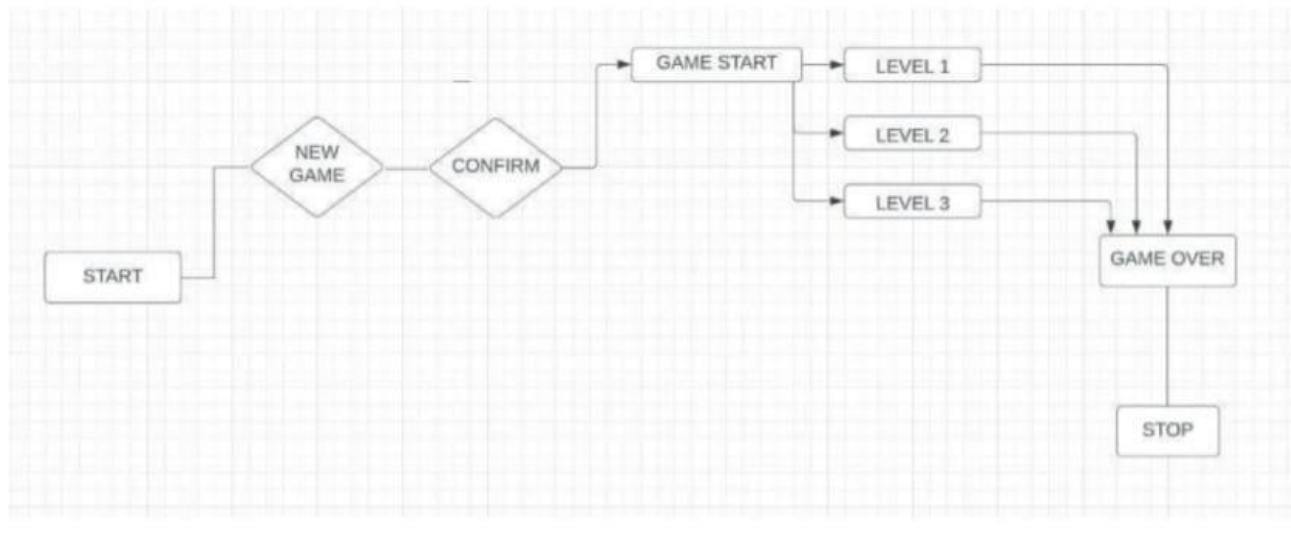 GAME START
LEVEL 1
LEVEL 2
NEW
GAME
CONFIRM
LEVEL 3
START
GAME OVER
STOP